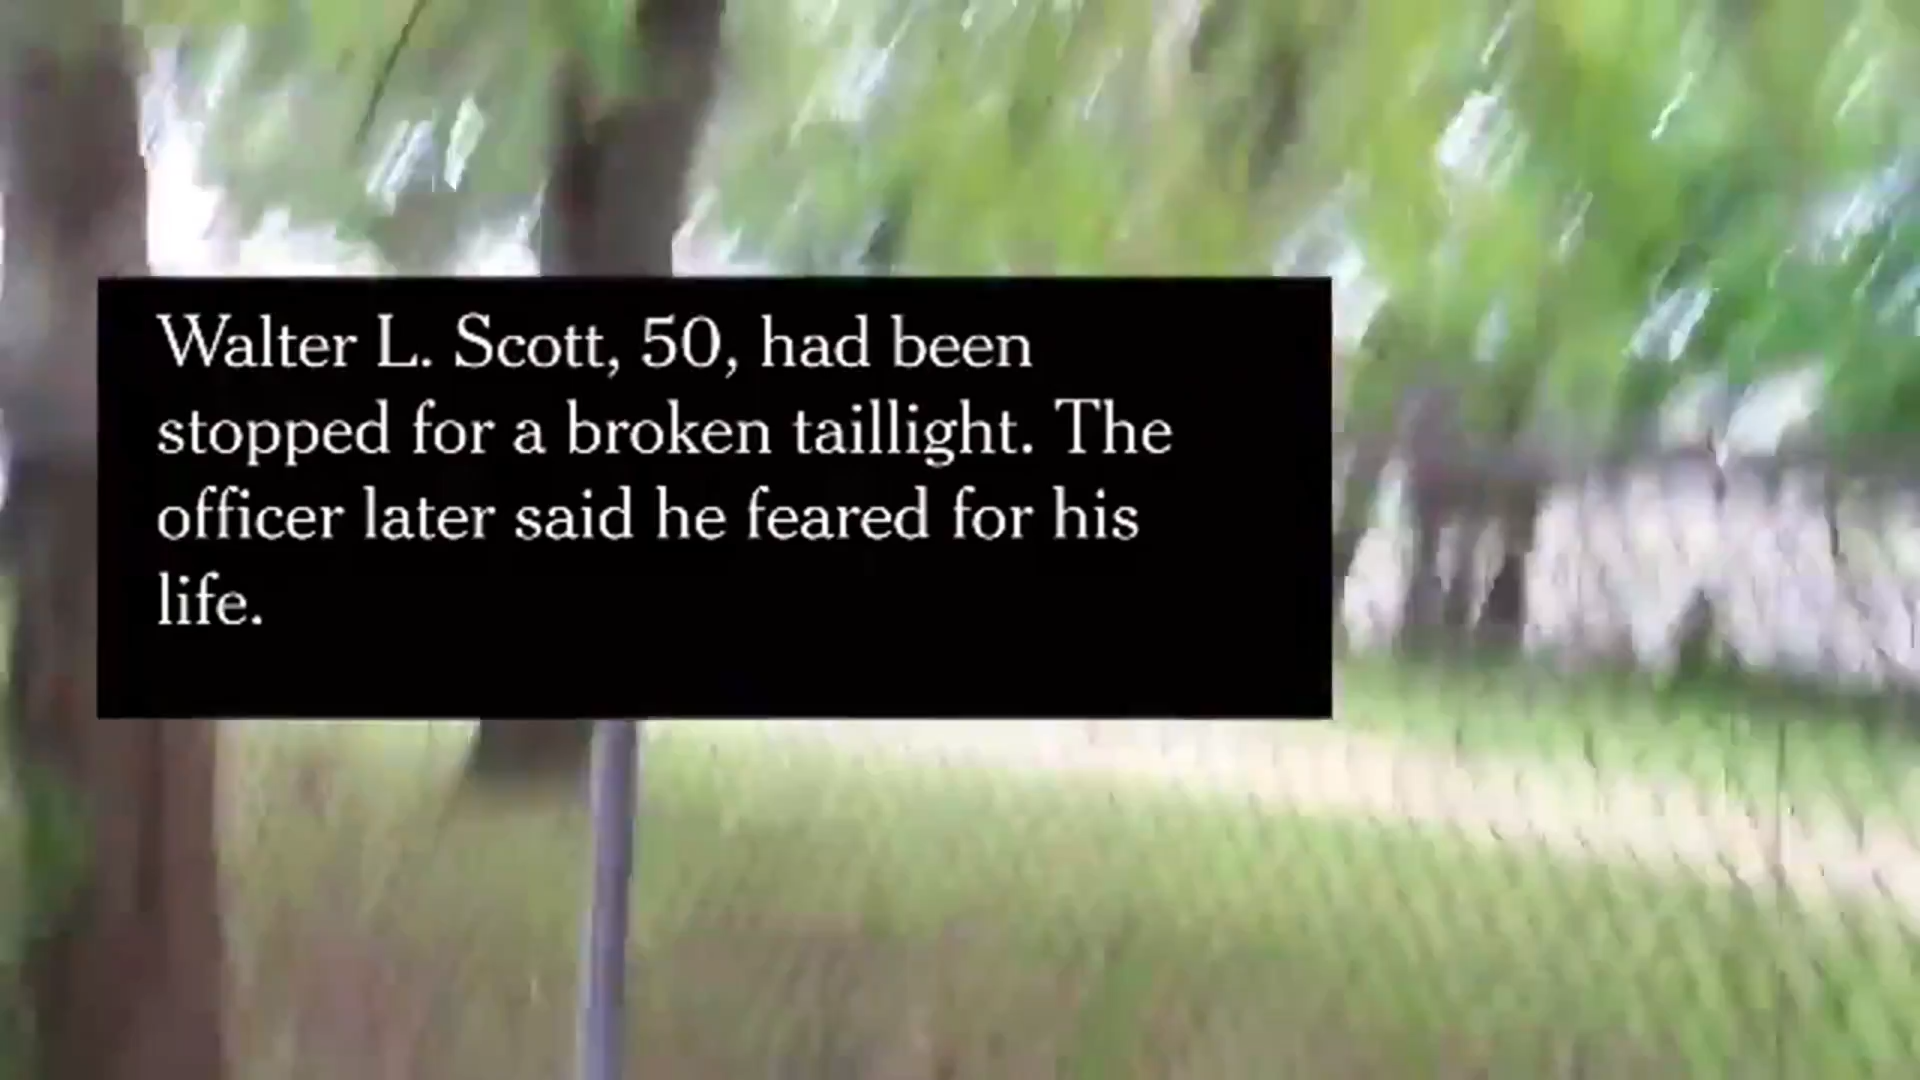 Walter L. Scott, 50, had been
stopped for a broken taillight. The
officer later said he feared for his
life.